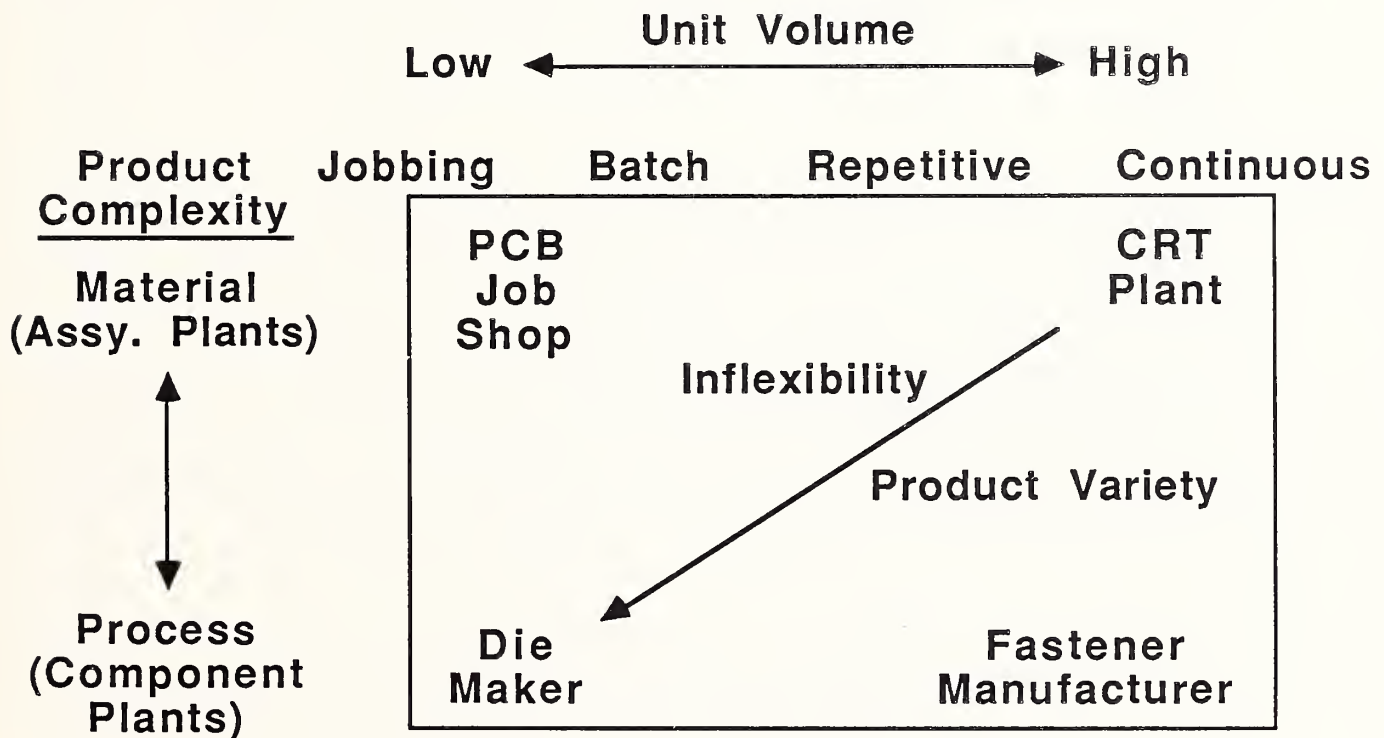 Unit Volume
Low High
Product Jobbing Batch Repetitive Continuous
Complexity
PCB CRT
Material Job Plant
(Assy. Plants) Shop
Inflexibility
Product Variety
Process Die Fastener
(Component Maker Manufacturer
Plants)